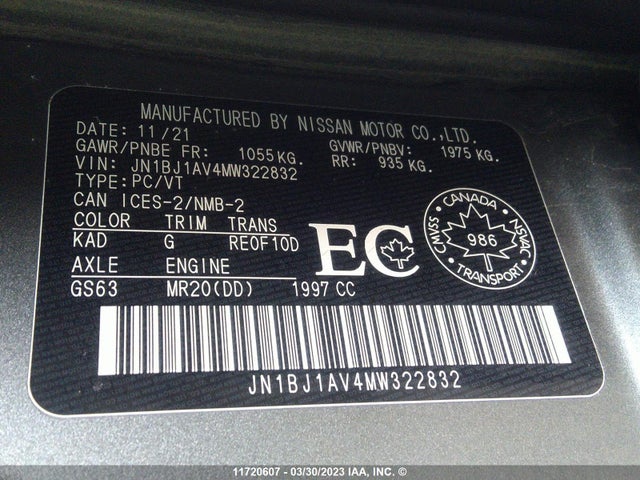 MANUFACTURED BY NISSAN MOTOR CO.,LTD.
DATE: 11/21
GAWR/PNBE FR: 1055KG. GVWR/PNBV: 1975 KG.
VIN: JN1BJ1AV4MW322832 RR: 935 KG.
TYPE:PC/VT
CAN ICES-2/NMB-2
COLOR TRIM TRANS
KAD G RE0F10D
AXLE ENGINE
GS63 MR20(DD) 1997 CC
EC
CANADA
CMVSS 986 NSVAC
TRANSPORT
JN1BJ1AV4MW322832
11720607 - 03/30/2023 IAA, INC. ©